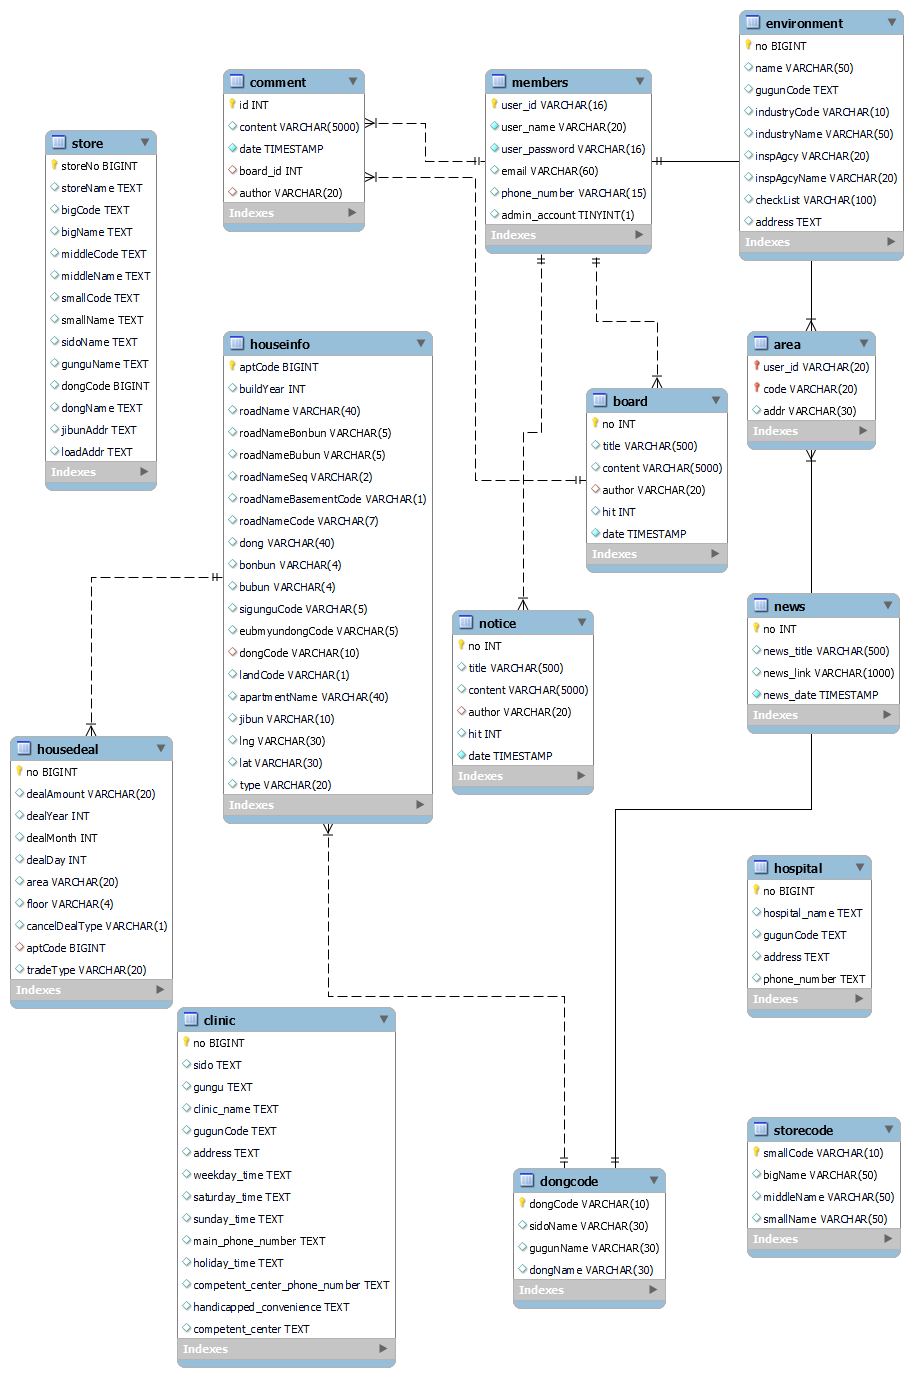 environment
no BIGINT
name VARCHAR(50)
gugunCode TEXT
industryCode VARCHAR(10)
industryName VARCHAR(50)
inspAgcy VARCHAR(20)
inspAgcyName VARCHAR(20)
checkList VARCHAR(100)
address TEXT
Indexes
comment
id INT
content VARCHAR(5000)
date TIMESTAMP
board_id INT
author VARCHAR(20)
Indexes
members
user_id VARCHAR(16)
user_name VARCHAR(20)
user_password VARCHAR(16)
email VARCHAR(60)
phone_number VARCHAR(15)
admin_account TINYINT(1)
Indexes
store
storeNo BIGINT
storeName TEXT
bigCode TEXT
bigName TEXT
middleCode TEXT
middleName TEXT
smallCode TEXT
smallName TEXT
sidoName TEXT
gunguName TEXT
dongCode BIGINT
dongName TEXT
jibunAddr TEXT
loadAddr TEXT
Indexes
houseinfo
aptCode BIGINT
buildYear INT
roadName VARCHAR(40)
roadNameBonbun VARCHAR(5)
roadNameBubun VARCHAR(5)
roadNameSeq VARCHAR(2)
roadNameBasementCode VARCHAR(1)
roadNameCode VARCHAR(7)
dong VARCHAR(40)
bonbun VARCHAR(4)
bubun VARCHAR(4)
sigunguCode VARCHAR(5)
eubmyundongCode VARCHAR(5)
dongCode VARCHAR(10)
landCode VARCHAR(1)
apartmentName VARCHAR(40)
jibun VARCHAR(10)
lng VARCHAR(30)
lat VARCHAR(30)
type VARCHAR(20)
Indexes
area
user_id VARCHAR(20)
code VARCHAR(20)
addr VARCHAR(30)
Indexes
board
no INT
title VARCHAR(500)
content VARCHAR(5000)
author VARCHAR(20)
hit INT
date TIMESTAMP
Indexes
notice
no INT
title VARCHAR(500)
content VARCHAR(5000)
author VARCHAR(20)
hit INT
date TIMESTAMP
Indexes
news
no INT
news_title VARCHAR(500)
news_link VARCHAR(1000)
news_date TIMESTAMP
Indexes
housedeal
no BIGINT
dealAmount VARCHAR(20)
dealYear INT
dealMonth INT
dealDay INT
area VARCHAR(20)
floor VARCHAR(4)
cancelDealType VARCHAR(1)
aptCode BIGINT
tradeType VARCHAR(20)
Indexes
hospital
no BIGINT
hospital_name TEXT
gugunCode TEXT
address TEXT
phone_number TEXT
Indexes
clinic
no BIGINT
sido TEXT
gungu TEXT
clinic_name TEXT
gugunCode TEXT
address TEXT
weekday_time TEXT
saturday_time TEXT
sunday_time TEXT
main_phone_number TEXT
holiday_time TEXT
competent_center_phone_number TEXT
handicapped_convenience TEXT
competent_center TEXT
Indexes
dongcode
dongCode VARCHAR(10)
sidoName VARCHAR(30)
gugunName VARCHAR(30)
dongName VARCHAR(30)
Indexes
storecode
smallCode VARCHAR(10)
bigName VARCHAR(50)
middleName VARCHAR(50)
smallName VARCHAR(50)
Indexes